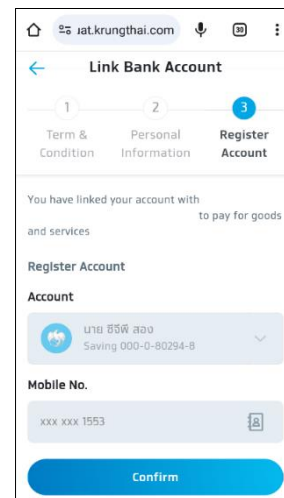 uat.krungthai.com 30
Link Bank Account
1 2 3
Term & Personal Register
Condition Information Account
You have linked your account with
to pay for goods
and services
Register Account
Account
นาย ซีจีพี สอง
Saving 000-0-80294-8
Mobile No.
xxx xxx 1553
Confirm